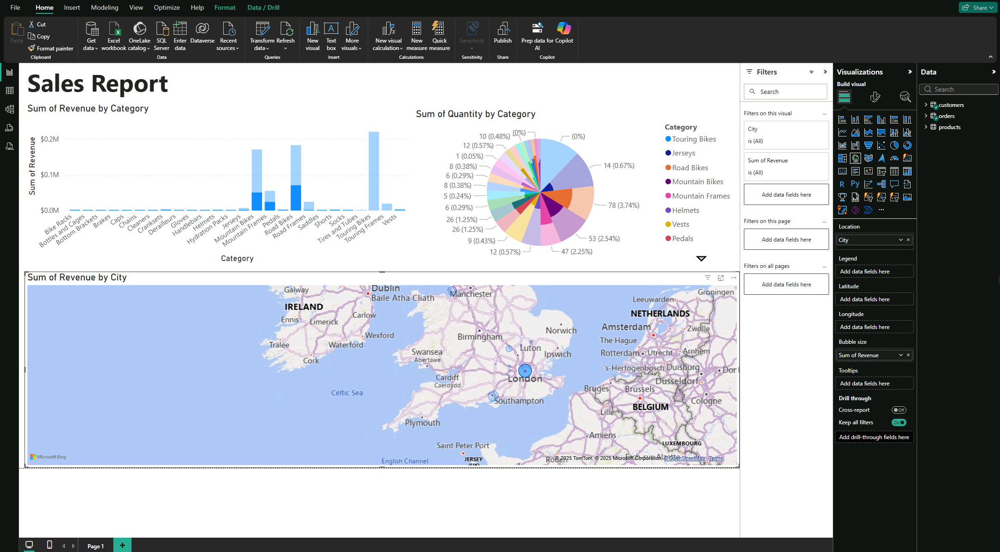 File Home Insert Modeling View Optimize Help Format Data / Drill
Share
Paste
Cut
Copy
Format painter
Clipboard
Get data
Excel workbook
OneLake catalog
SQL Server
Enter data
Dataverse
Recent sources
Data
Transform data
Refresh
Queries
New visual
Text box
More visuals
Insert
New visual calculation
New measure
Quick measure
Calculations
Sensitivity
Sensitivity
Publish
Share
Prep data for AI
Copilot
Copilot
Sales Report
Sum of Revenue by Category
Sum of Revenue
$0.2M
$0.1M
$0.0M
Bike Racks
Bottles and Cages
Bottom Brackets
Brakes
Caps
Chains
Cleaners
Cranksets
Derailleurs
Gloves
Handlebars
Helmets
Hydration Packs
Jerseys
Mountain Bikes
Mountain Frames
Pedals
Road Bikes
Road Frames
Saddles
Shorts
Socks
Tires and Tubes
Touring Bikes
Touring Frames
Vests
Category
Sum of Quantity by Category
(0%)
14 (0.67%)
78 (3.74%)
53 (2.54%)
47 (2.25%)
12 (0.57%)
9 (0.43%)
26 (1.25%)
26 (1.25%)
6 (0.29%)
5 (0.24%)
8 (0.38%)
6 (0.29%)
8 (0.38%)
1 (0.05%)
12 (0.57%)
10 (0.48%)
(0%)
Category
Touring Bikes
Jerseys
Road Bikes
Mountain Bikes
Mountain Frames
Helmets
Vests
Pedals
Sum of Revenue by City
Galway
Dublin
Baile Atha Cliath
IRELAND
Ennis
Limerick
Carlow
Wexford
Tralee
Waterford
Cork
Celtic Sea
Manchester
Birmingham
Norwich
Luton
Ipswich
Swansea
Abertawe
Cardiff
Caerdydd
London
Southampton
Plymouth
Saint Peter Port
JERSEY
(UK)
English Channel
Groningen
Leeuwarden
NETHERLANDS
Amsterdam
Zwolle
The Hague
Rotterdam
Utrecht
Arnhem
's-Hertogenbosch
Duisburg
Düsseldorf
Bruges
Brussels
Cologne
BELGIUM
Lille
Amiens
LUXEMBOURG
Microsoft Bing
© 2025 TomTom, © 2025 Microsoft Corporation, © OpenStreetMap Terms
Filters
Search
Filters on this visual
City
is (All)
Sum of Revenue
is (All)
Add data fields here
Filters on this page
Add data fields here
Filters on all pages
Add data fields here
Visualizations
Build visual
Location
City
Legend
Add data fields here
Latitude
Add data fields here
Longitude
Add data fields here
Bubble size
Sum of Revenue
Tooltips
Add data fields here
Drill through
Cross-report
Off
Keep all filters
On
Add drill-through fields here
Data
Search
customers
orders
products
DAX
TMDL
Page 1